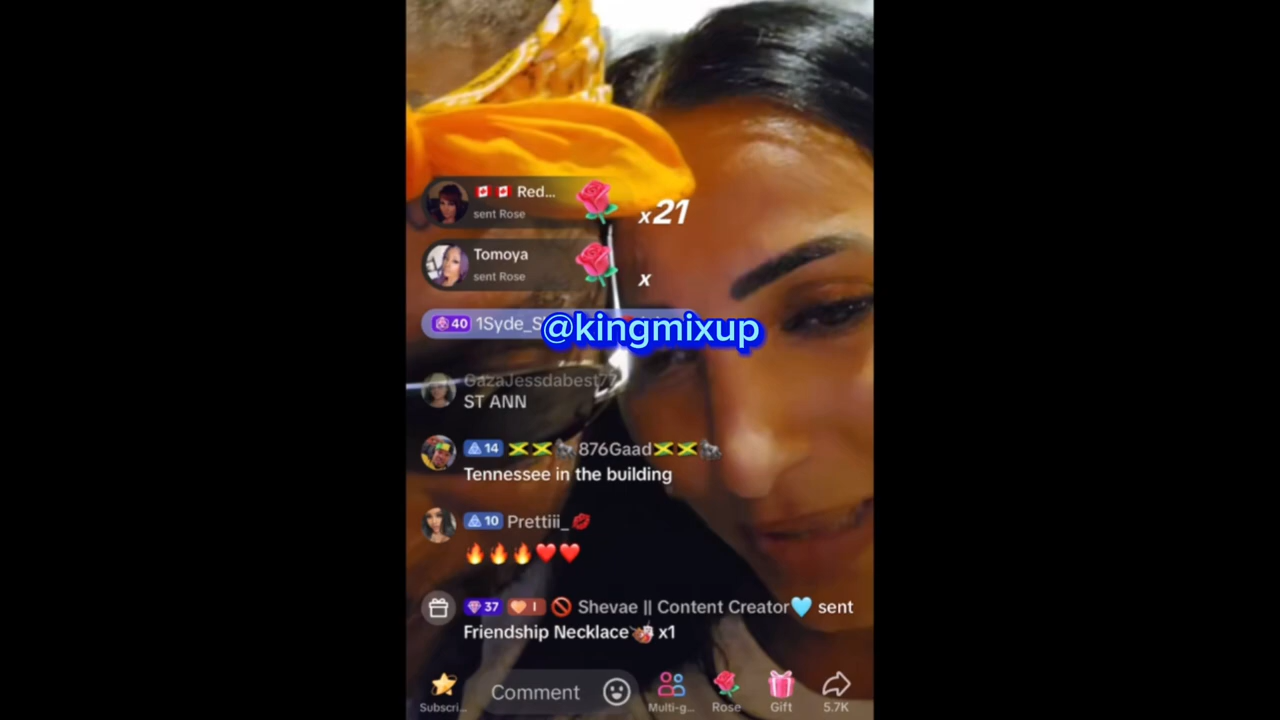 🇨🇦 🇨🇦 Red...
sent Rose
x21
Tomoya
sent Rose
x
40 1Syde_S
@kingmixup
GazaJessdabest77
ST ANN
14 🇯🇲🇯🇲🦍876Gaad🇯🇲🇯🇲🦍
Tennessee in the building
10 Prettiii_💋
🔥🔥🔥❤️❤️
37 I 🚫 Shevae || Content Creator🩵 sent
Friendship Necklace x1
Comment
Subscri... Multi-g... Rose Gift 5.7K